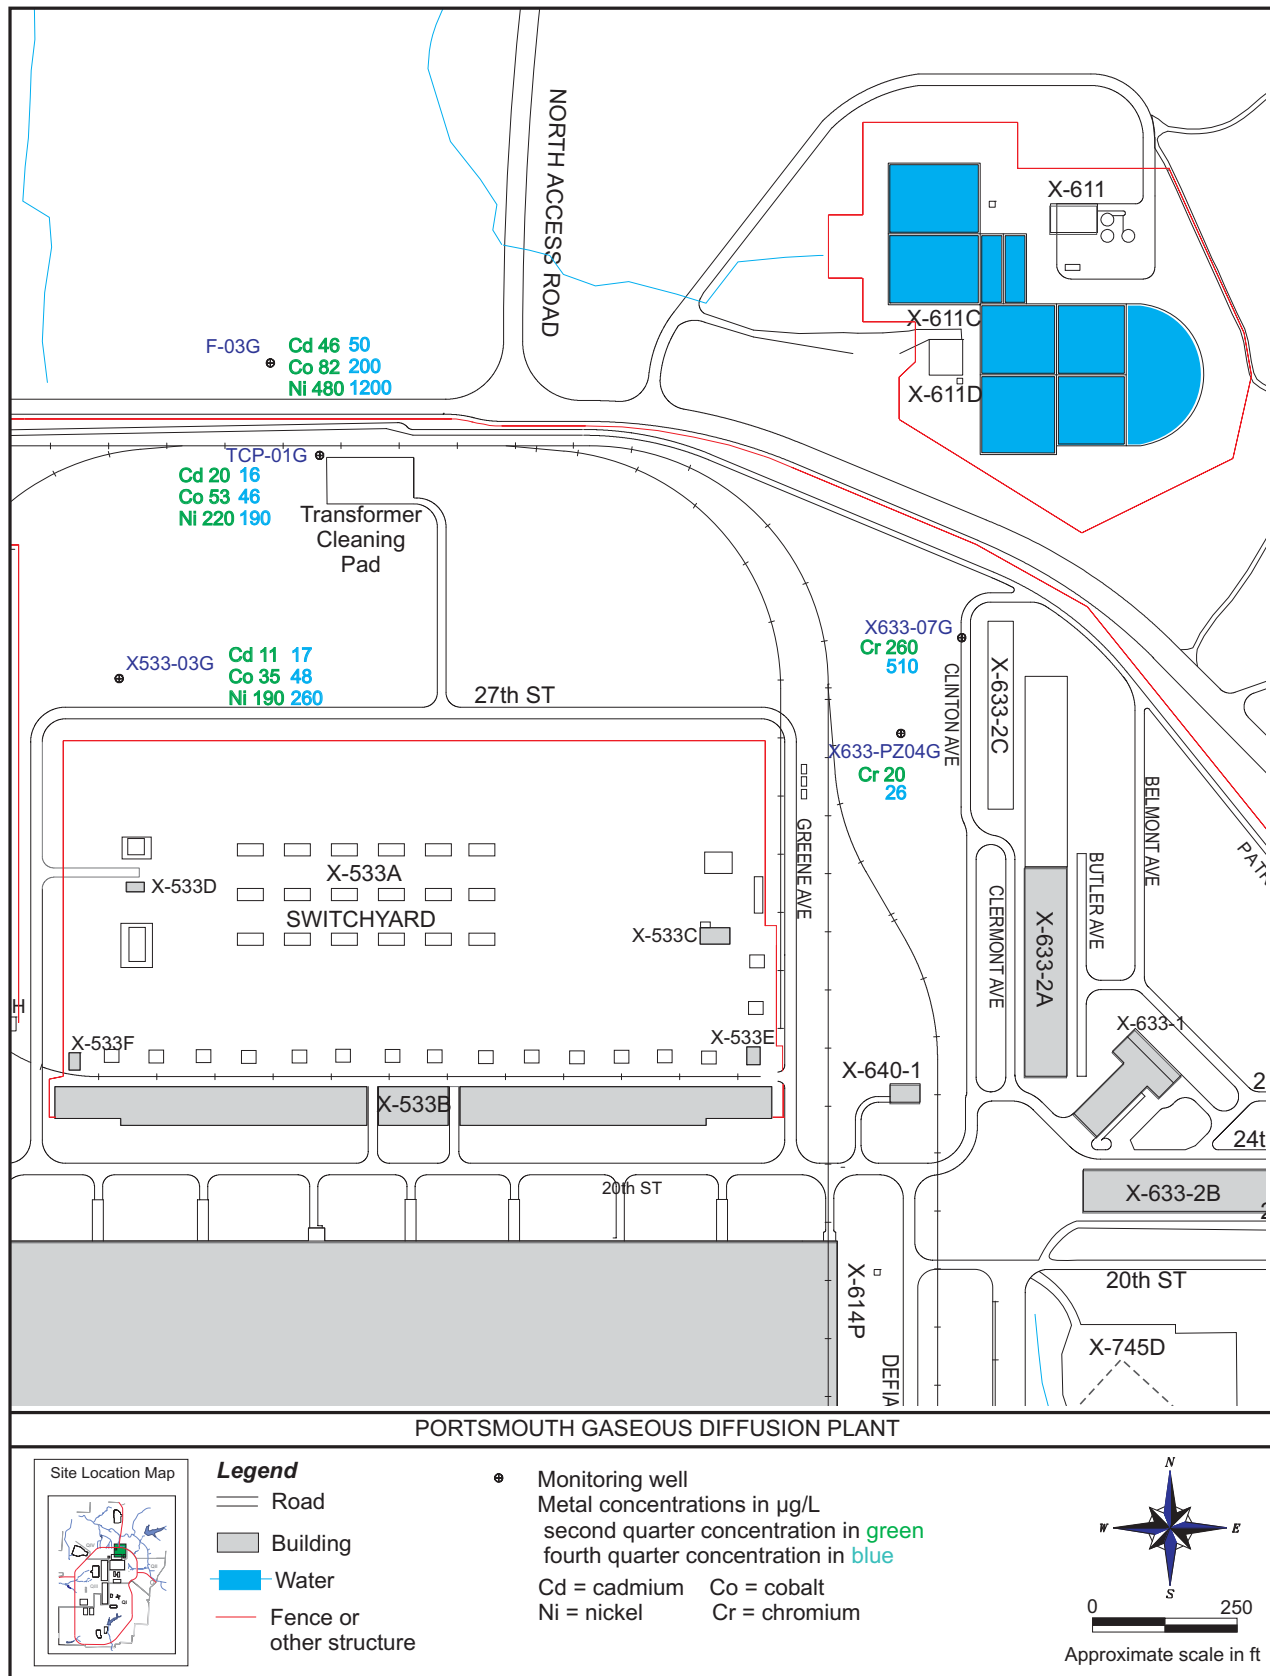 NORTH ACCESS ROAD
X-611
X-611C
X-611D
F-03G
Cd 46 50
Co 82 200
Ni 480 1200
TCP-01G
Cd 20 16
Co 53 46
Ni 220 190
Transformer
Cleaning
Pad
X533-03G
Cd 11 17
Co 35 48
Ni 190 260
27th ST
X633-07G
Cr 260
510
X633-PZ04G
Cr 20
26
CLINTON AVE
X-633-2C
GREENE AVE
CLERMONT AVE
X-633-2A
BUTLER AVE
BELMONT AVE
PATR
X-533A
SWITCHYARD
X-533D
X-533C
H
X-533F
X-533E
X-533B
X-640-1
X-633-1
2
24t
X-633-2B
2
20th ST
20th ST
X-614P
DEFIA
X-745D
PORTSMOUTH GASEOUS DIFFUSION PLANT
Site Location Map
Legend
Road
Building
Water
Fence or
other structure
Monitoring well
Metal concentrations in µg/L
second quarter concentration in green
fourth quarter concentration in blue
Cd = cadmium Co = cobalt
Ni = nickel Cr = chromium
N
W E
S
0 250
Approximate scale in ft